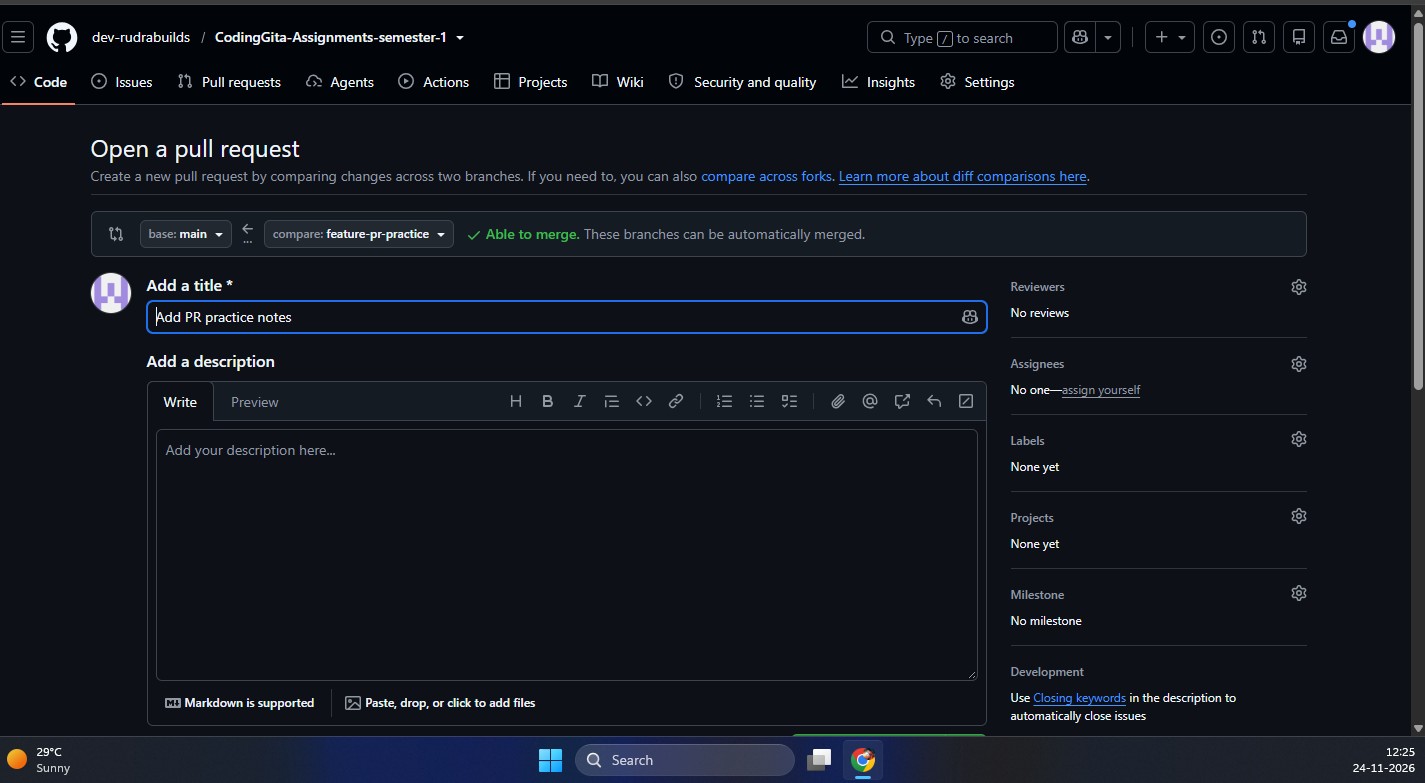 dev-rudrabuilds / CodingGita-Assignments-semester-1
Type / to search
Code Issues Pull requests Agents Actions Projects Wiki Security and quality Insights Settings
Open a pull request
Create a new pull request by comparing changes across two branches. If you need to, you can also compare across forks. Learn more about diff comparisons here.
base: main ... compare: feature-pr-practice Able to merge. These branches can be automatically merged.
Add a title *
Add PR practice notes
Add a description
Write Preview
Add your description here...
Markdown is supported
Paste, drop, or click to add files
Reviewers
No reviews
Assignees
No one—assign yourself
Labels
None yet
Projects
None yet
Milestone
No milestone
Development
Use Closing keywords in the description to
automatically close issues
29°C
Sunny
Search
12:25
24-11-2026